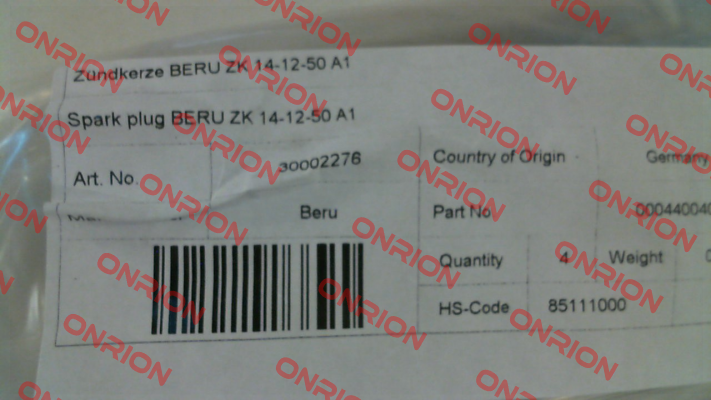 Zündkerze BERU ZK 14-12-50 A1
Spark plug BERU ZK 14-12-50 A1
Art. No. 30002276
Beru
Country of Origin Germany
Part No
Quantity 4 Weight
HS-Code 85111000
ONRION